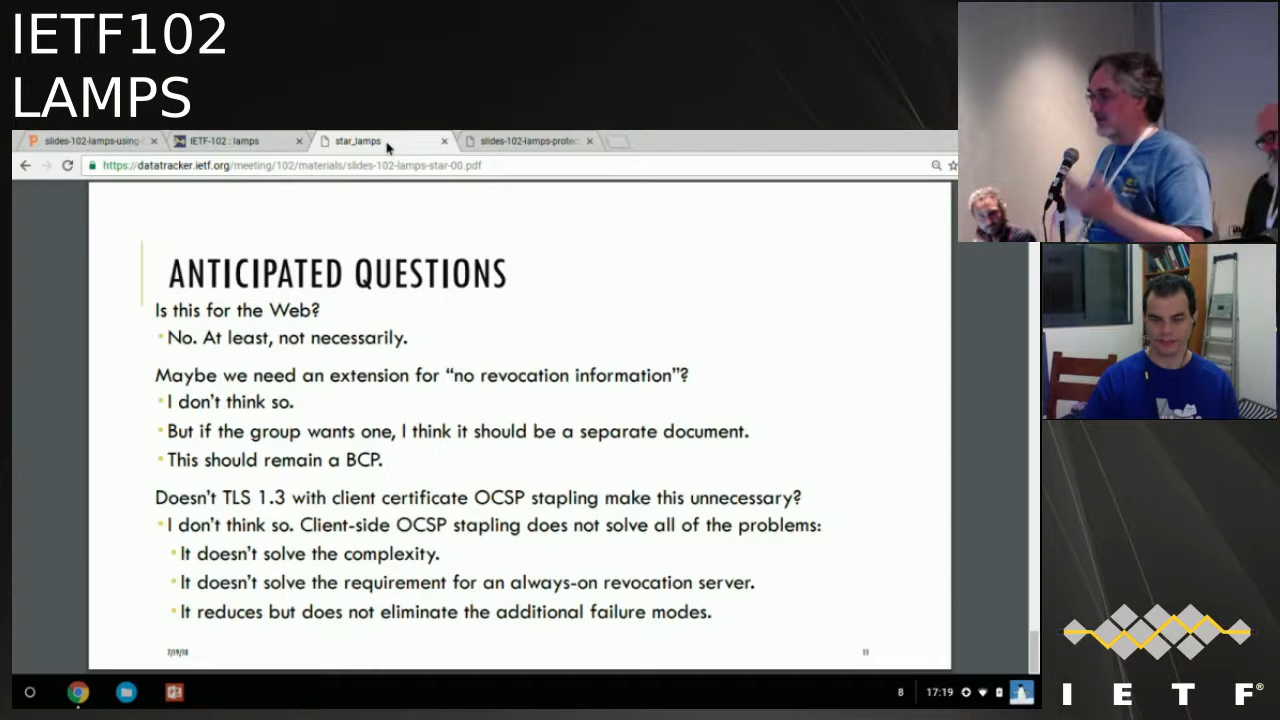 IETF102
LAMPS
slides-102-lamps-using-
IETF-102 : lamps
star_lamps
slides-102-lamps-protec
https://datatracker.ietf.org/meeting/102/materials/slides-102-lamps-star-00.pdf
ANTICIPATED QUESTIONS
Is this for the Web?
No. At least, not necessarily.
Maybe we need an extension for “no revocation information”?
I don’t think so.
But if the group wants one, I think it should be a separate document.
This should remain a BCP.
Doesn’t TLS 1.3 with client certificate OCSP stapling make this unnecessary?
I don’t think so. Client-side OCSP stapling does not solve all of the problems:
It doesn’t solve the complexity.
It doesn’t solve the requirement for an always-on revocation server.
It reduces but does not eliminate the additional failure modes.
7/19/18
11
8
17:19
I E T F®